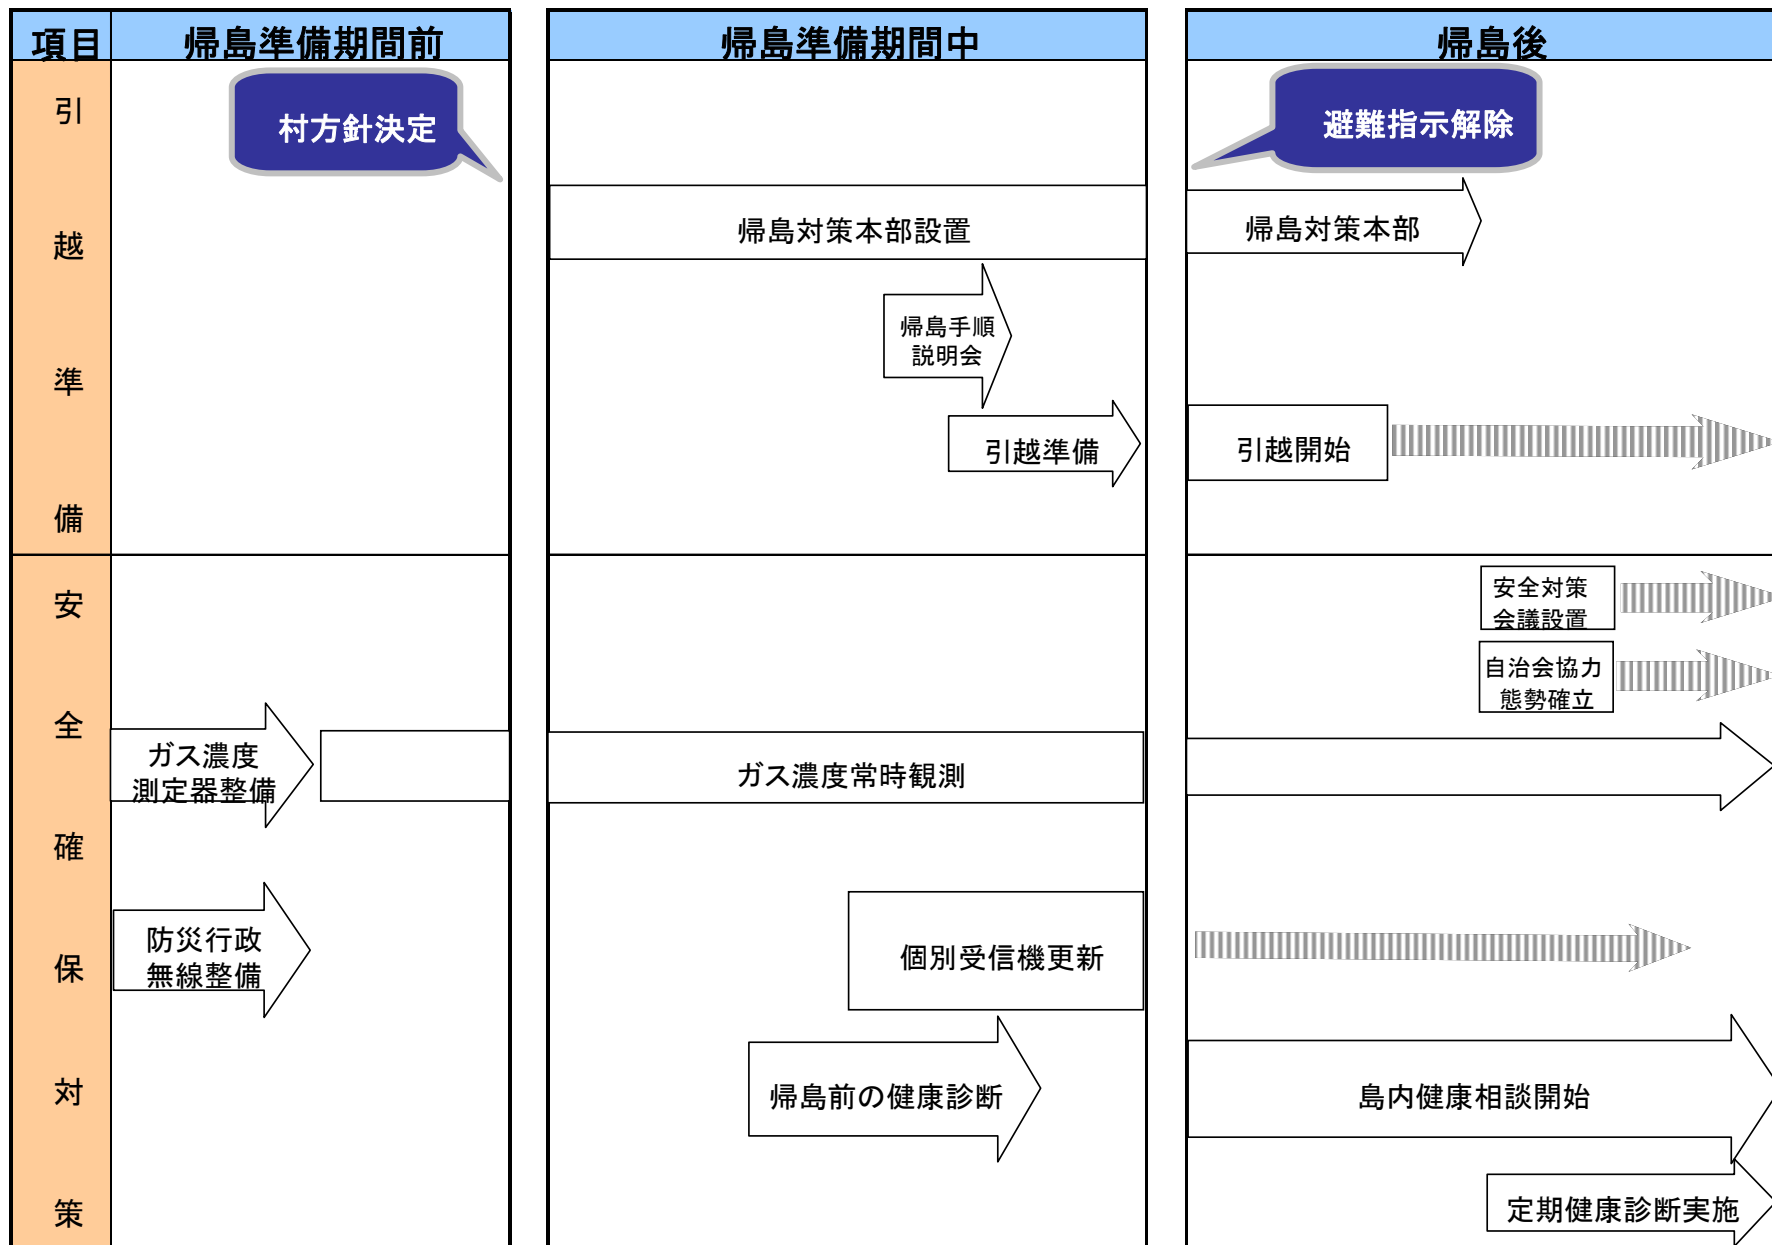 項目
帰島準備期間前
帰島準備期間中
帰島後
引
越
準
備
村方針決定
避難指示解除
帰島対策本部設置
帰島対策本部
帰島手順
説明会
引越準備
引越開始
安
全
確
保
対
策
安全対策
会議設置
自治会協力
態勢確立
ガス濃度
測定器整備
ガス濃度常時観測
防災行政
無線整備
個別受信機更新
帰島前の健康診断
島内健康相談開始
定期健康診断実施